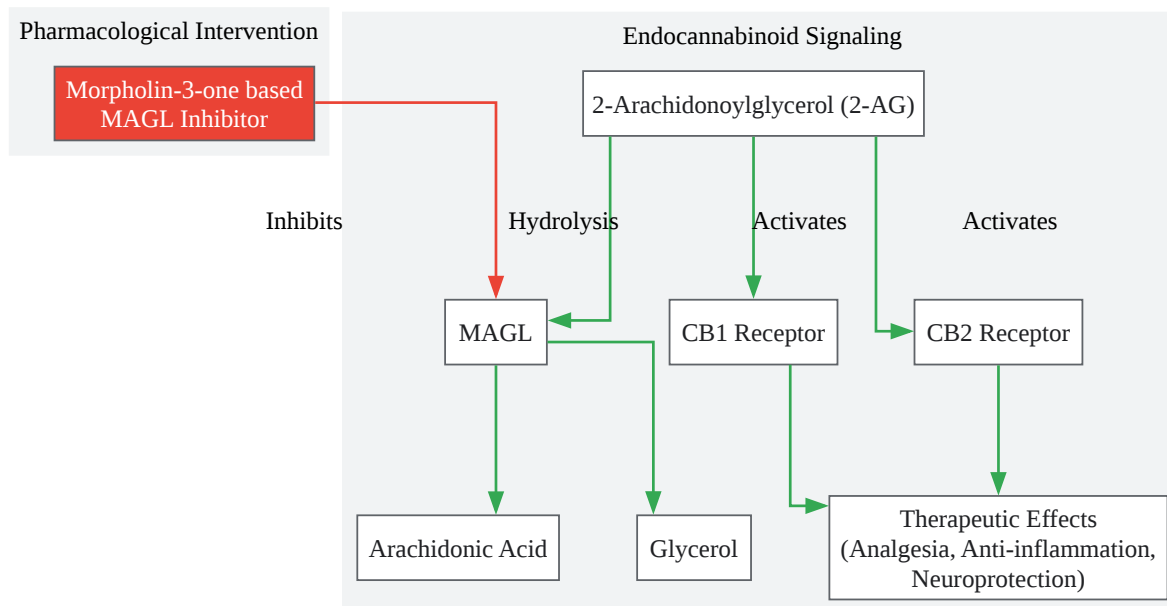 Pharmacological Intervention
Endocannabinoid Signaling
Morpholin-3-one based
MAGL Inhibitor
2-Arachidonoylglycerol (2-AG)
Inhibits
Hydrolysis
Activates
Activates
MAGL
CB1 Receptor
CB2 Receptor
Arachidonic Acid
Glycerol
Therapeutic Effects
(Analgesia, Anti-inflammation,
Neuroprotection)